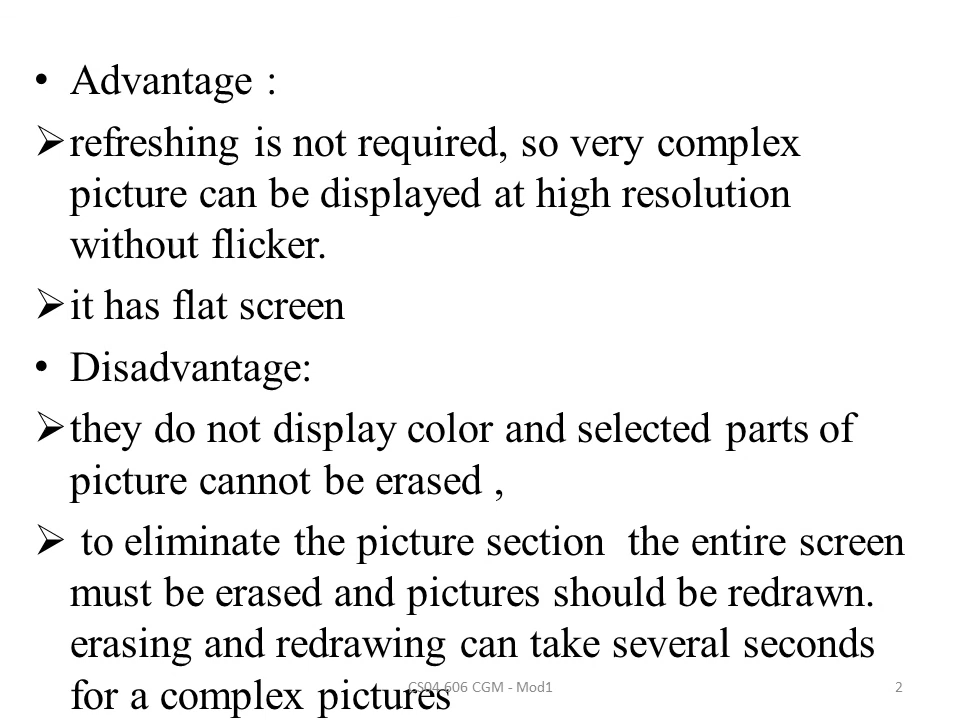 • Advantage :
➢ refreshing is not required, so very complex
picture can be displayed at high resolution
without flicker.
➢ it has flat screen
• Disadvantage:
➢ they do not display color and selected parts of
picture cannot be erased ,
➢ to eliminate the picture section  the entire screen
must be erased and pictures should be redrawn.
erasing and redrawing can take several seconds
for a complex pictures
CS04 606 CGM - Mod1
2